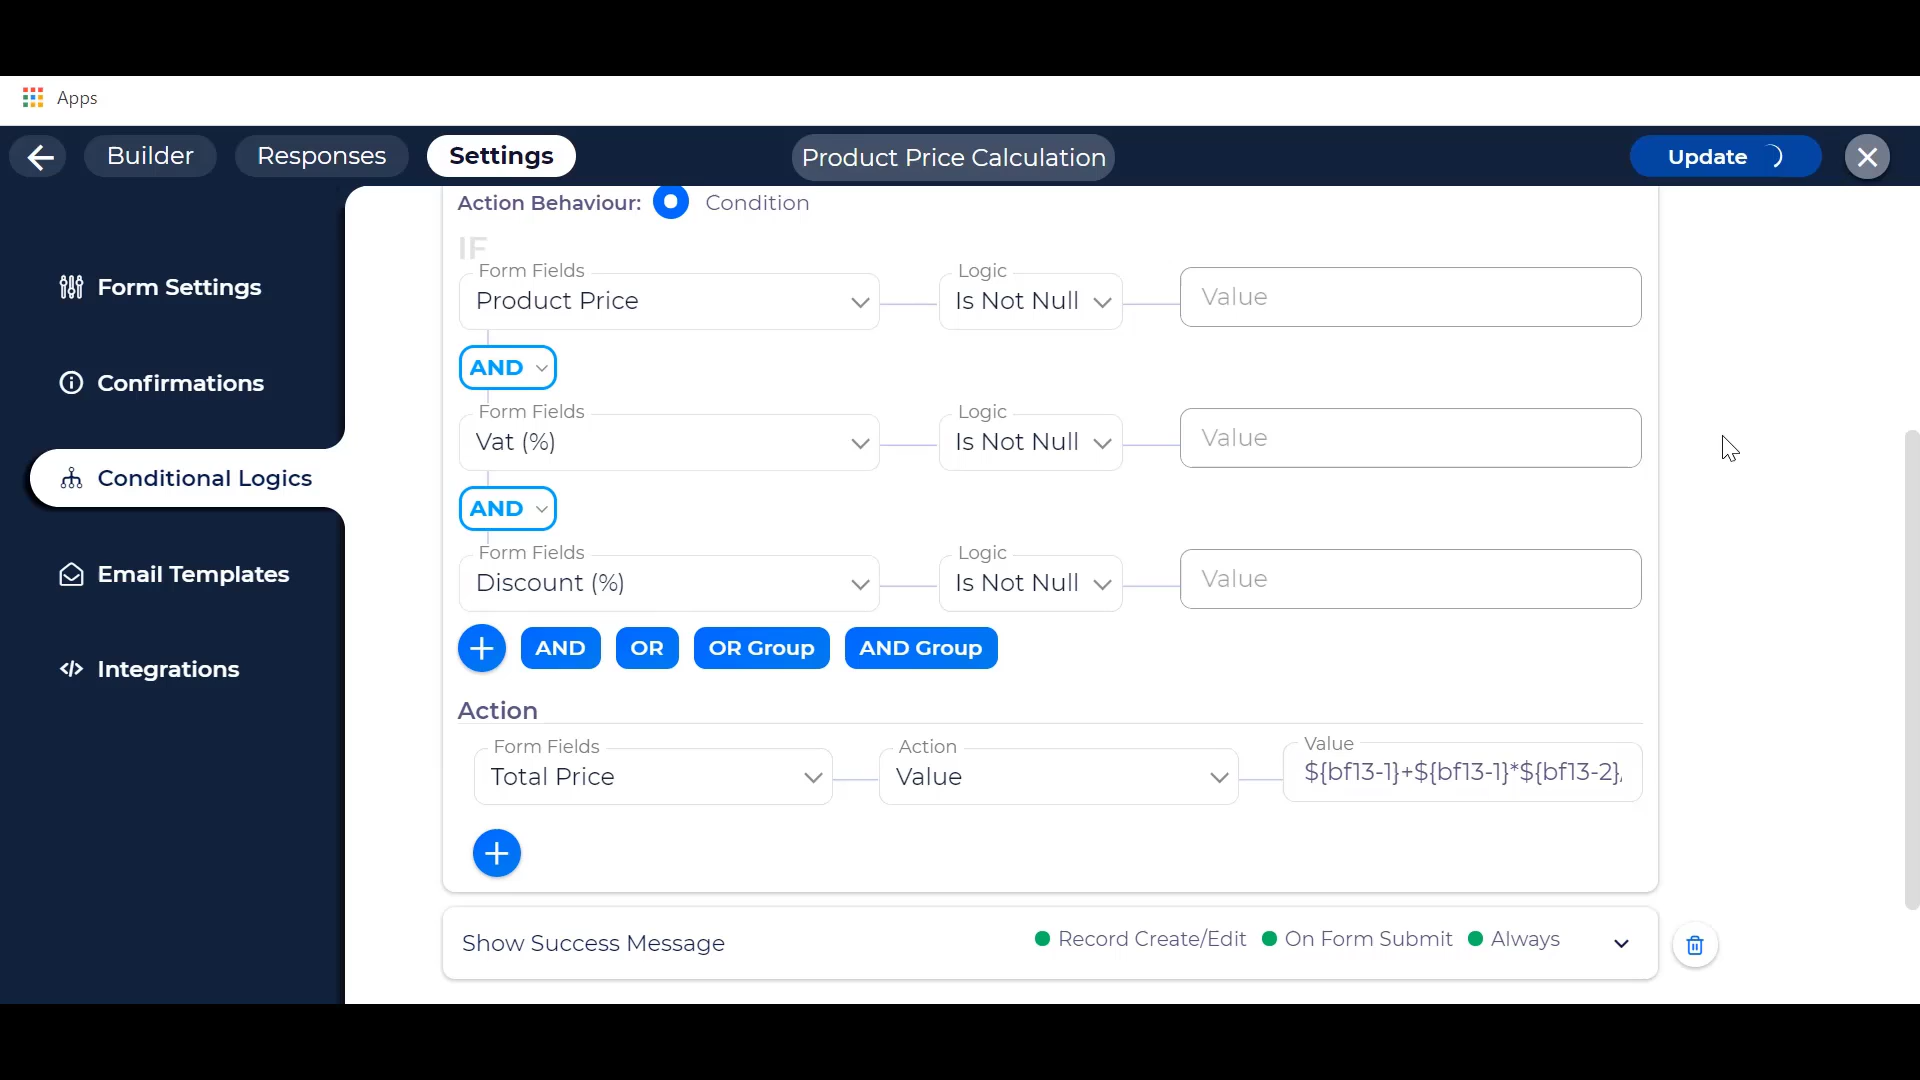 Apps
Builder
Responses
Settings
Product Price Calculation
Update
Action Behaviour:
Condition
IF
Form Settings
Confirmations
Conditional Logics
Email Templates
Integrations
Form Fields
Product Price
Logic
Is Not Null
Value
AND
Form Fields
Vat (%)
Logic
Is Not Null
Value
AND
Form Fields
Discount (%)
Logic
Is Not Null
Value
AND
OR
OR Group
AND Group
Action
Form Fields
Total Price
Action
Value
Value
${bf13-1}+${bf13-1}*${bf13-2}
Show Success Message
Record Create/Edit
On Form Submit
Always